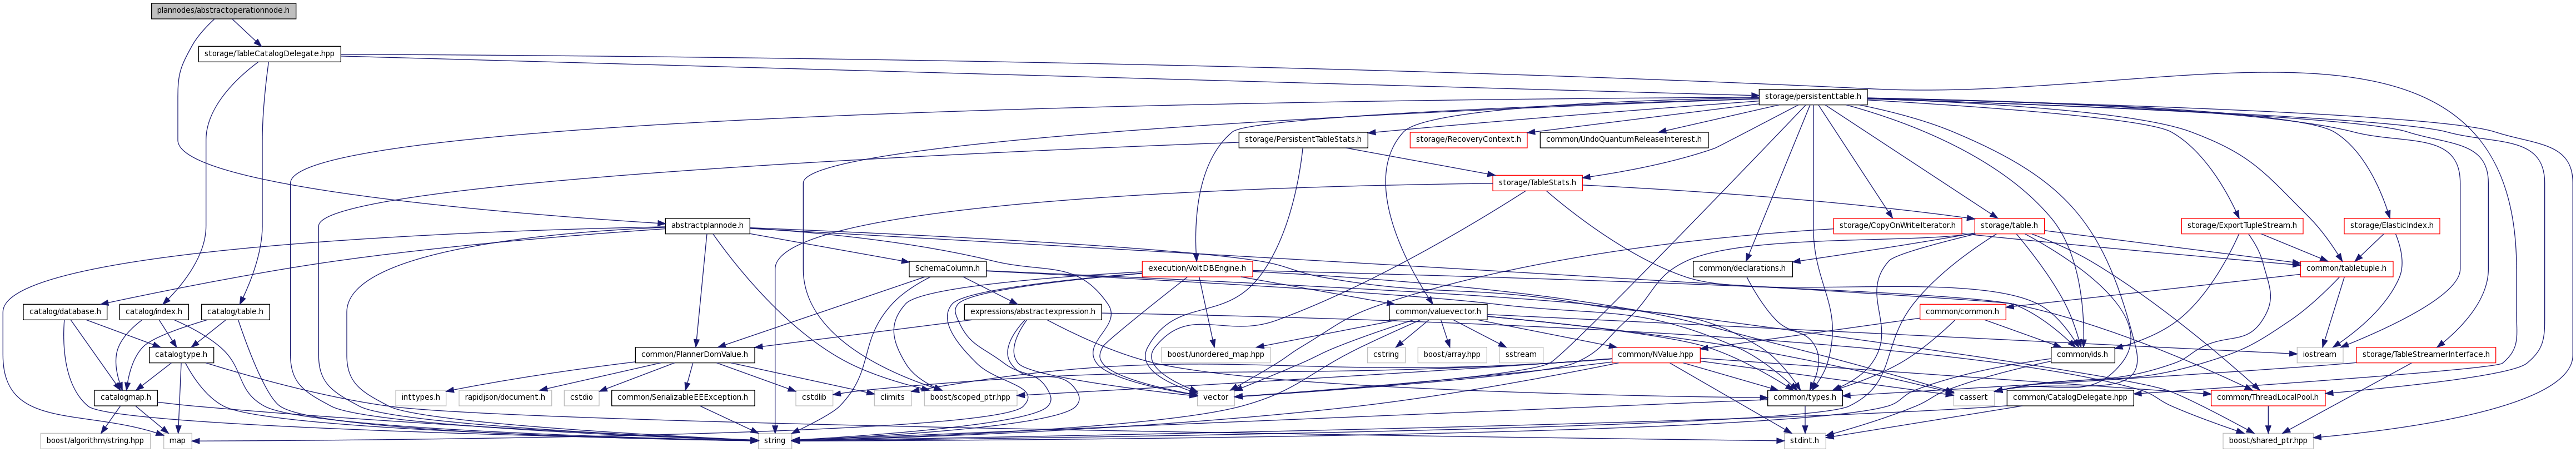 plannodes/abstractoperationnode.h
storage/TableCatalogDelegate.hpp
storage/persistenttable.h
storage/PersistentTableStats.h
storage/RecoveryContext.h
common/UndoQuantumReleaseInterest.h
storage/TableStats.h
abstractplannode.h
storage/CopyOnWriteIterator.h
storage/table.h
storage/ExportTupleStream.h
storage/ElasticIndex.h
SchemaColumn.h
execution/VoltDBEngine.h
common/declarations.h
common/tabletuple.h
catalog/database.h
catalog/index.h
catalog/table.h
expressions/abstractexpression.h
common/valuevector.h
common/common.h
catalogtype.h
common/PlannerDomValue.h
boost/unordered_map.hpp
cstring
boost/array.hpp
sstream
common/NValue.hpp
common/ids.h
iostream
storage/TableStreamerInterface.h
catalogmap.h
inttypes.h
rapidjson/document.h
cstdio
common/SerializableEEException.h
cstdlib
climits
boost/scoped_ptr.hpp
vector
common/types.h
cassert
common/CatalogDelegate.hpp
common/ThreadLocalPool.h
boost/algorithm/string.hpp
map
string
stdint.h
boost/shared_ptr.hpp